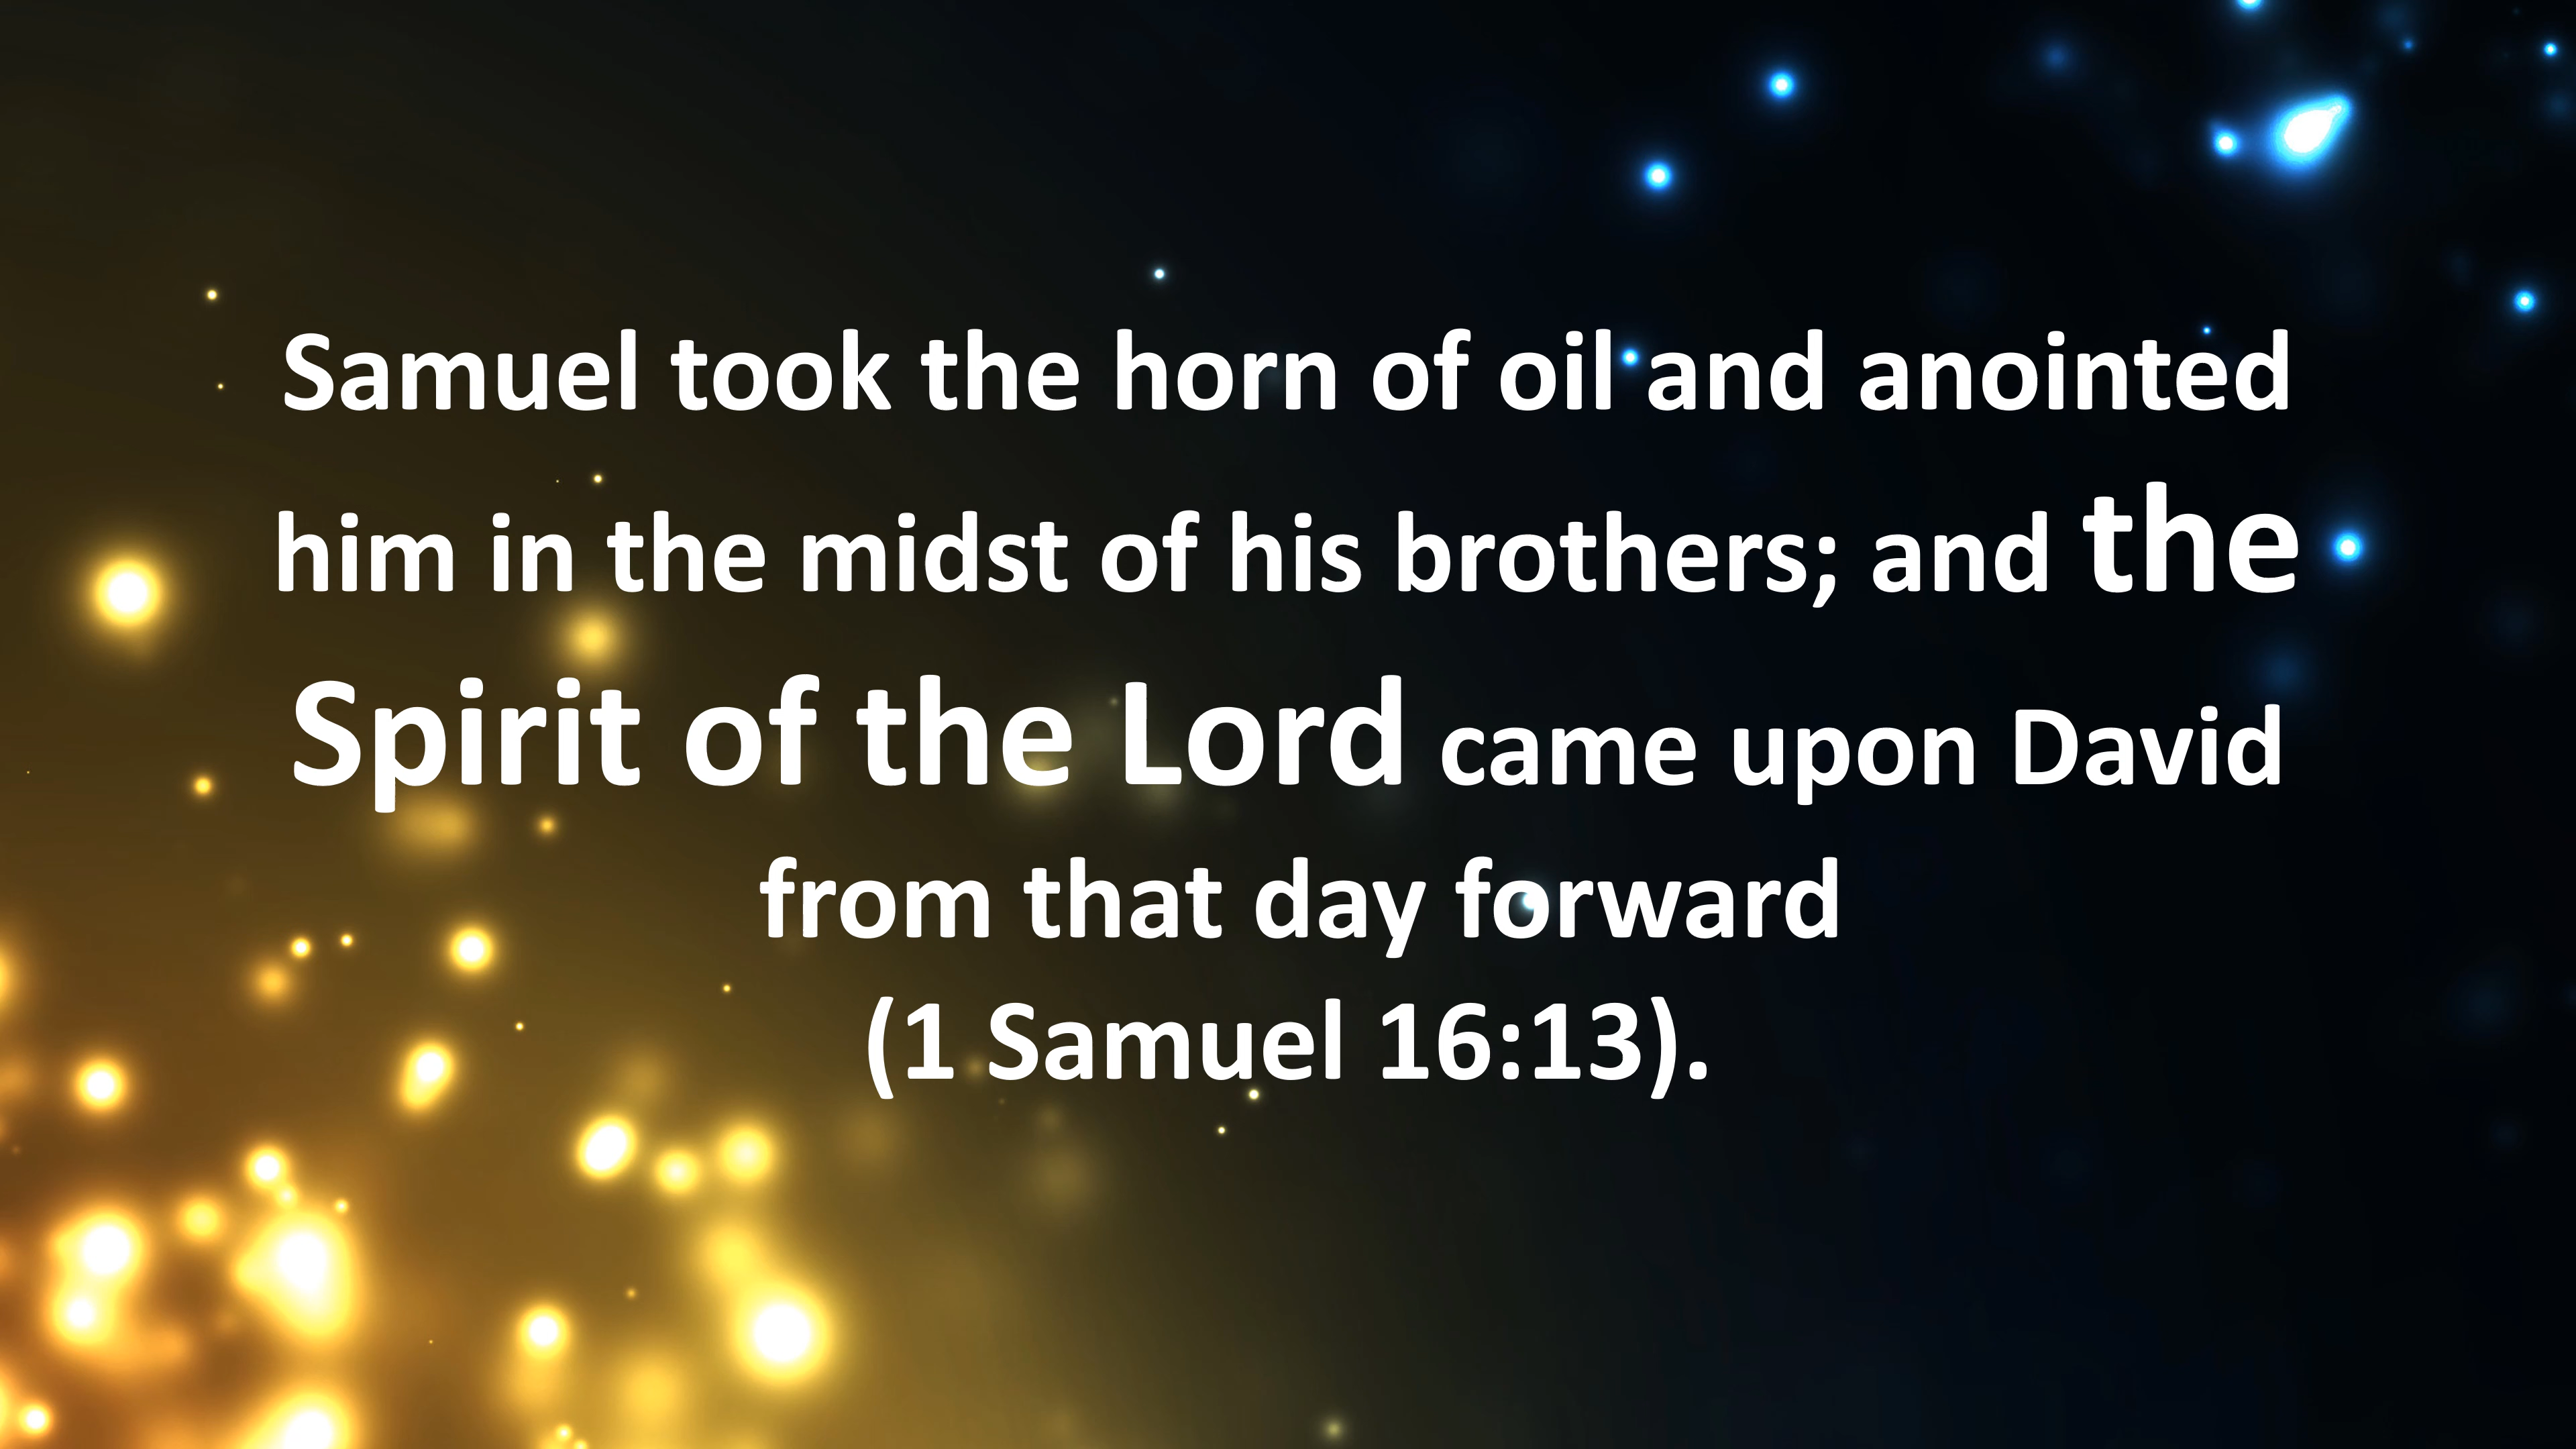 Samuel took the horn of oil and anointed
him in the midst of his brothers; and the
Spirit of the Lord came upon David
from that day forward
(1 Samuel 16:13).